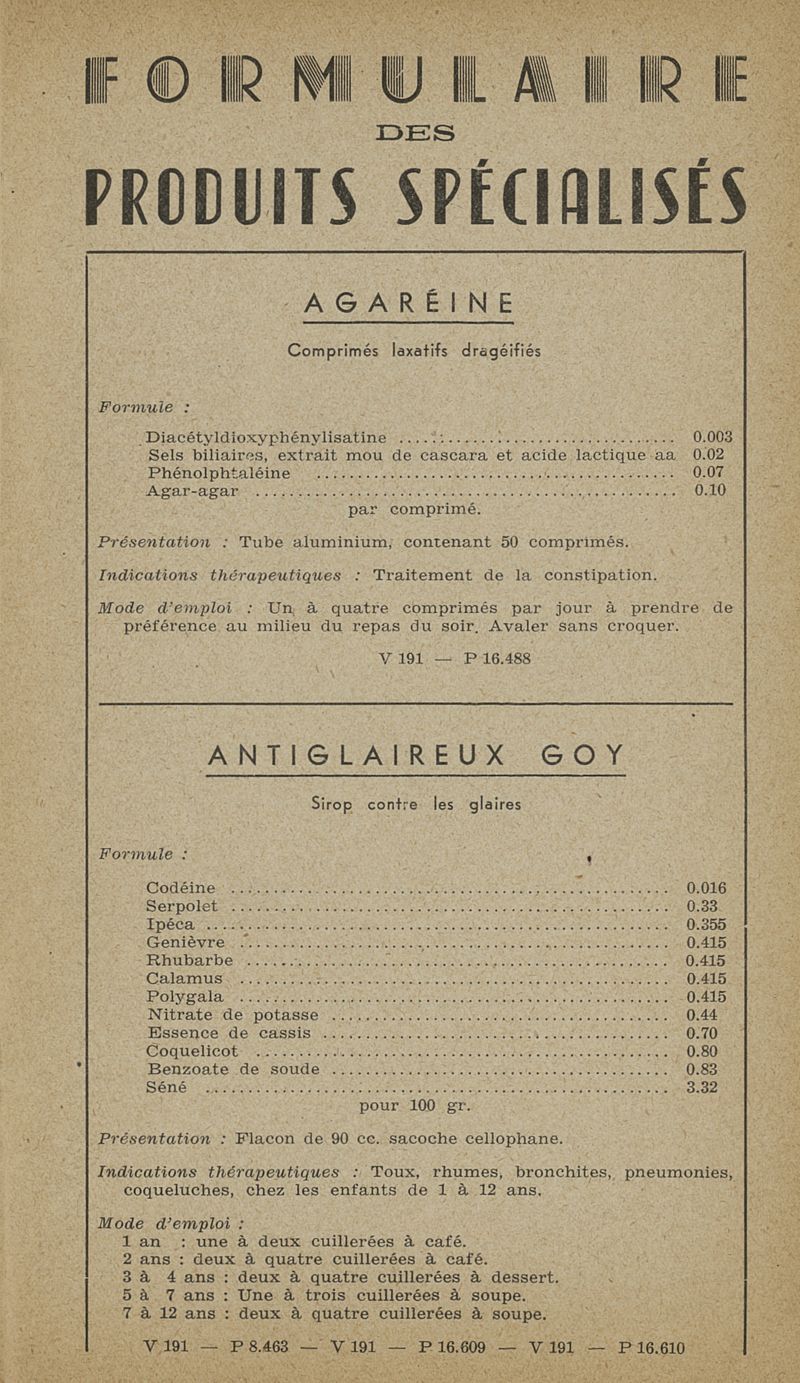 FORMULAIRE
DES
PRODUITS SPÉCIALISÉS
AGARÉINE
Comprimés laxatifs dragéifiés
Formule :
Diacétyldioxyphénylisatine ........................................ 0.003
Sels biliaires, extrait mou de cascara et acide lactique aa 0.02
Phénolphtaléine ........................................ 0.07
Agar-agar ........................................ 0.10
par comprimé.
Présentation : Tube aluminium, contenant 50 comprimés.
Indications thérapeutiques : Traitement de la constipation.
Mode d'emploi : Un à quatre comprimés par jour à prendre de
préférence au milieu du repas du soir. Avaler sans croquer.
V 191 — P 16.488
ANTIGLAIREUX GOY
Sirop contre les glaires
Formule :
Codéine ........................................ 0.016
Serpolet ........................................ 0.33
Ipéca ........................................ 0.355
Genièvre ........................................ 0.415
Rhubarbe ........................................ 0.415
Calamus ........................................ 0.415
Polygala ........................................ 0.415
Nitrate de potasse ........................................ 0.44
Essence de cassis ........................................ 0.70
Coquelicot ........................................ 0.80
Benzoate de soude ........................................ 0.83
Séné ........................................ 3.32
pour 100 gr.
Présentation : Flacon de 90 cc. sacoche cellophane.
Indications thérapeutiques : Toux, rhumes, bronchites, pneumonies,
coqueluches, chez les enfants de 1 à 12 ans.
Mode d'emploi :
1 an : une à deux cuillerées à café.
2 ans : deux à quatre cuillerées à café.
3 à 4 ans : deux à quatre cuillerées à dessert.
5 à 7 ans : Une à trois cuillerées à soupe.
7 à 12 ans : deux à quatre cuillerées à soupe.
V 191 — P 8.463 — V 191 — P 16.609 — V 191 — P 16.610